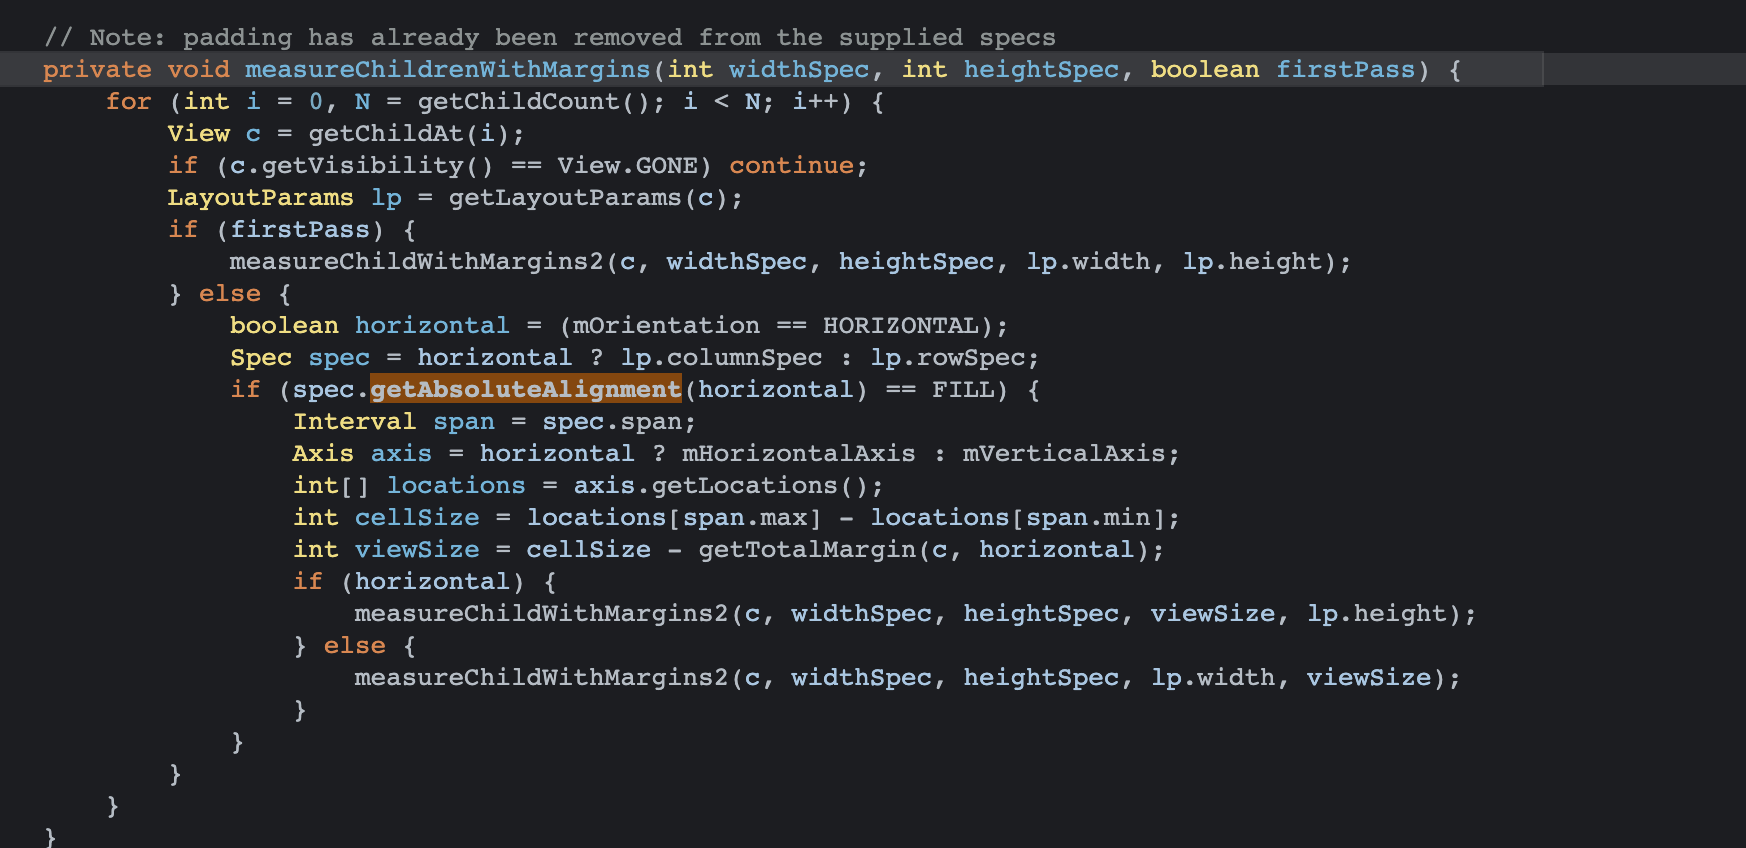 // Note: padding has already been removed from the supplied specs
private void measureChildrenWithMargins(int widthSpec, int heightSpec, boolean firstPass) {
for (int i = 0, N = getChildCount(); i < N; i++) {
View c = getChildAt(i);
if (c.getVisibility() == View.GONE) continue;
LayoutParams lp = getLayoutParams(c);
if (firstPass) {
measureChildWithMargins2(c, widthSpec, heightSpec, lp.width, lp.height);
} else {
boolean horizontal = (mOrientation == HORIZONTAL);
Spec spec = horizontal ? lp.columnSpec : lp.rowSpec;
if (spec.getAbsoluteAlignment(horizontal) == FILL) {
Interval span = spec.span;
Axis axis = horizontal ? mHorizontalAxis : mVerticalAxis;
int[] locations = axis.getLocations();
int cellSize = locations[span.max] - locations[span.min];
int viewSize = cellSize - getTotalMargin(c, horizontal);
if (horizontal) {
measureChildWithMargins2(c, widthSpec, heightSpec, viewSize, lp.height);
} else {
measureChildWithMargins2(c, widthSpec, heightSpec, lp.width, viewSize);
}
}
}
}
}